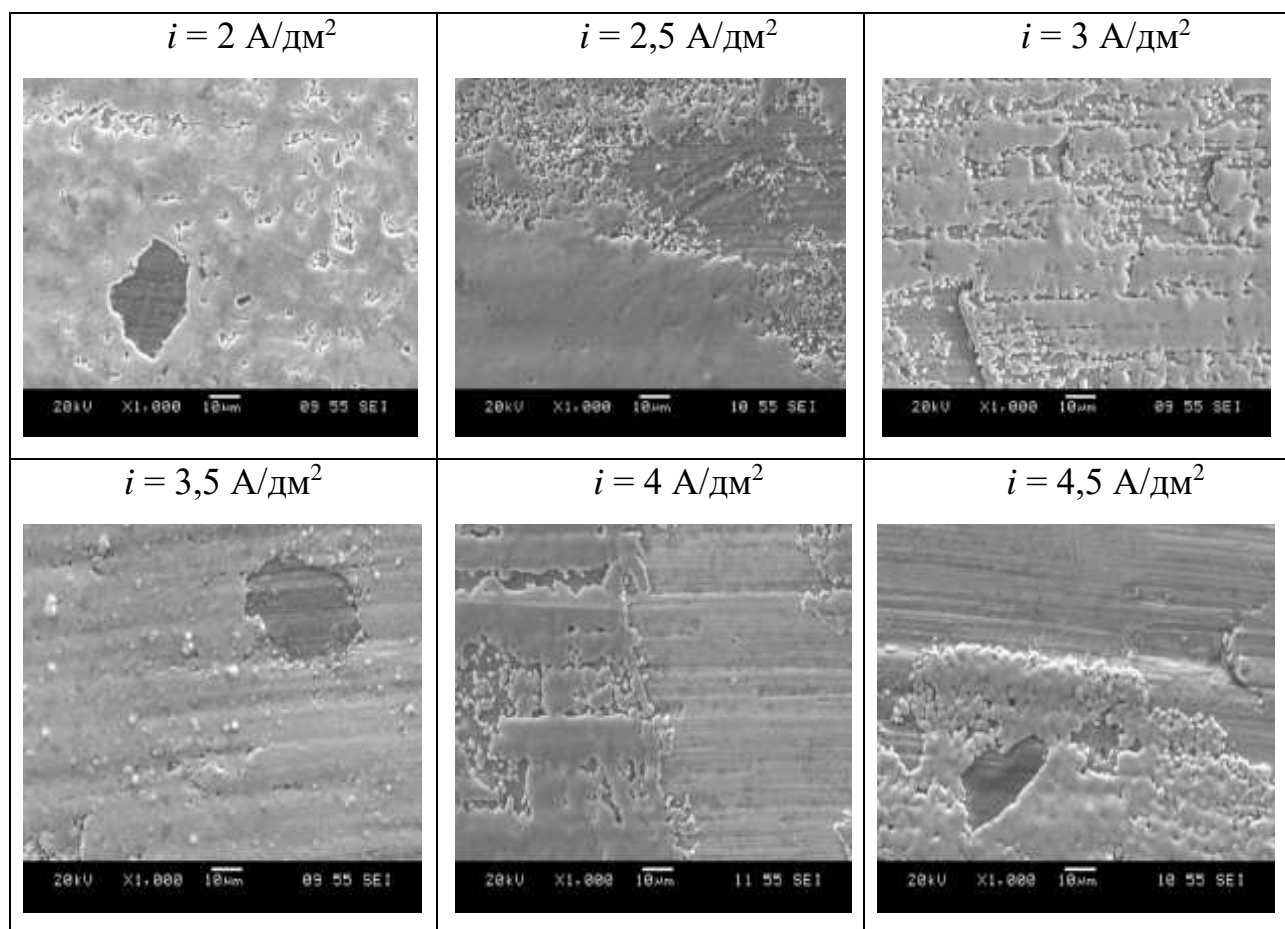 i = 2 А/дм²
i = 2,5 А/дм²
i = 3 А/дм²
20kV X1,000 10µm 09 55 SEI
20kV X1,000 10µm 10 55 SEI
20kV X1,000 10µm 09 55 SEI
i = 3,5 А/дм²
i = 4 А/дм²
i = 4,5 А/дм²
20kV X1,000 10µm 09 55 SEI
20kV X1,000 10µm 11 55 SEI
20kV X1,000 10µm 10 55 SEI